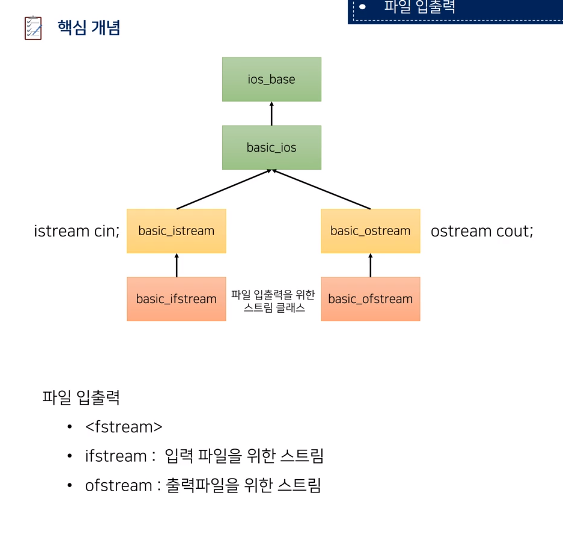 • 파일 입출력
핵심 개념
ios_base
basic_ios
istream cin;
basic_istream
basic_ostream
ostream cout;
basic_ifstream
파일 입출력을 위한
스트림 클래스
basic_ofstream
파일 입출력
• <fstream>
• ifstream : 입력 파일을 위한 스트림
• ofstream : 출력파일을 위한 스트림